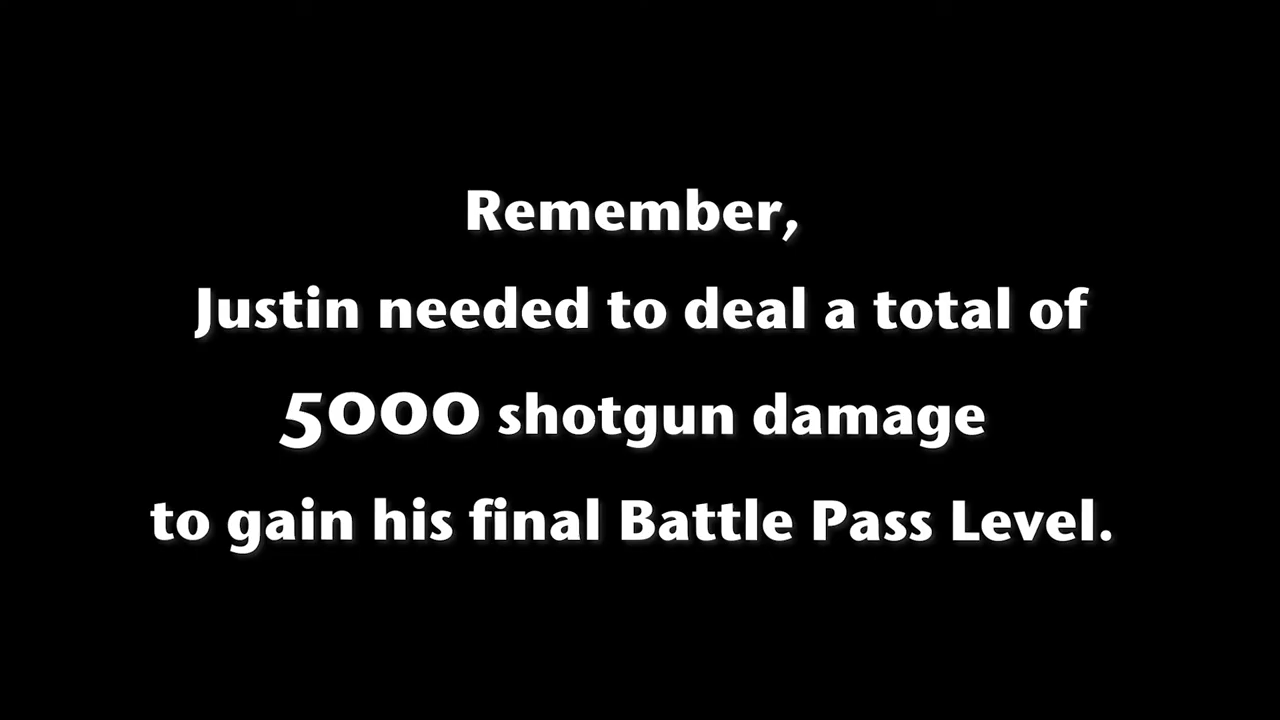 Remember,
Justin needed to deal a total of
5000 shotgun damage
to gain his final Battle Pass Level.